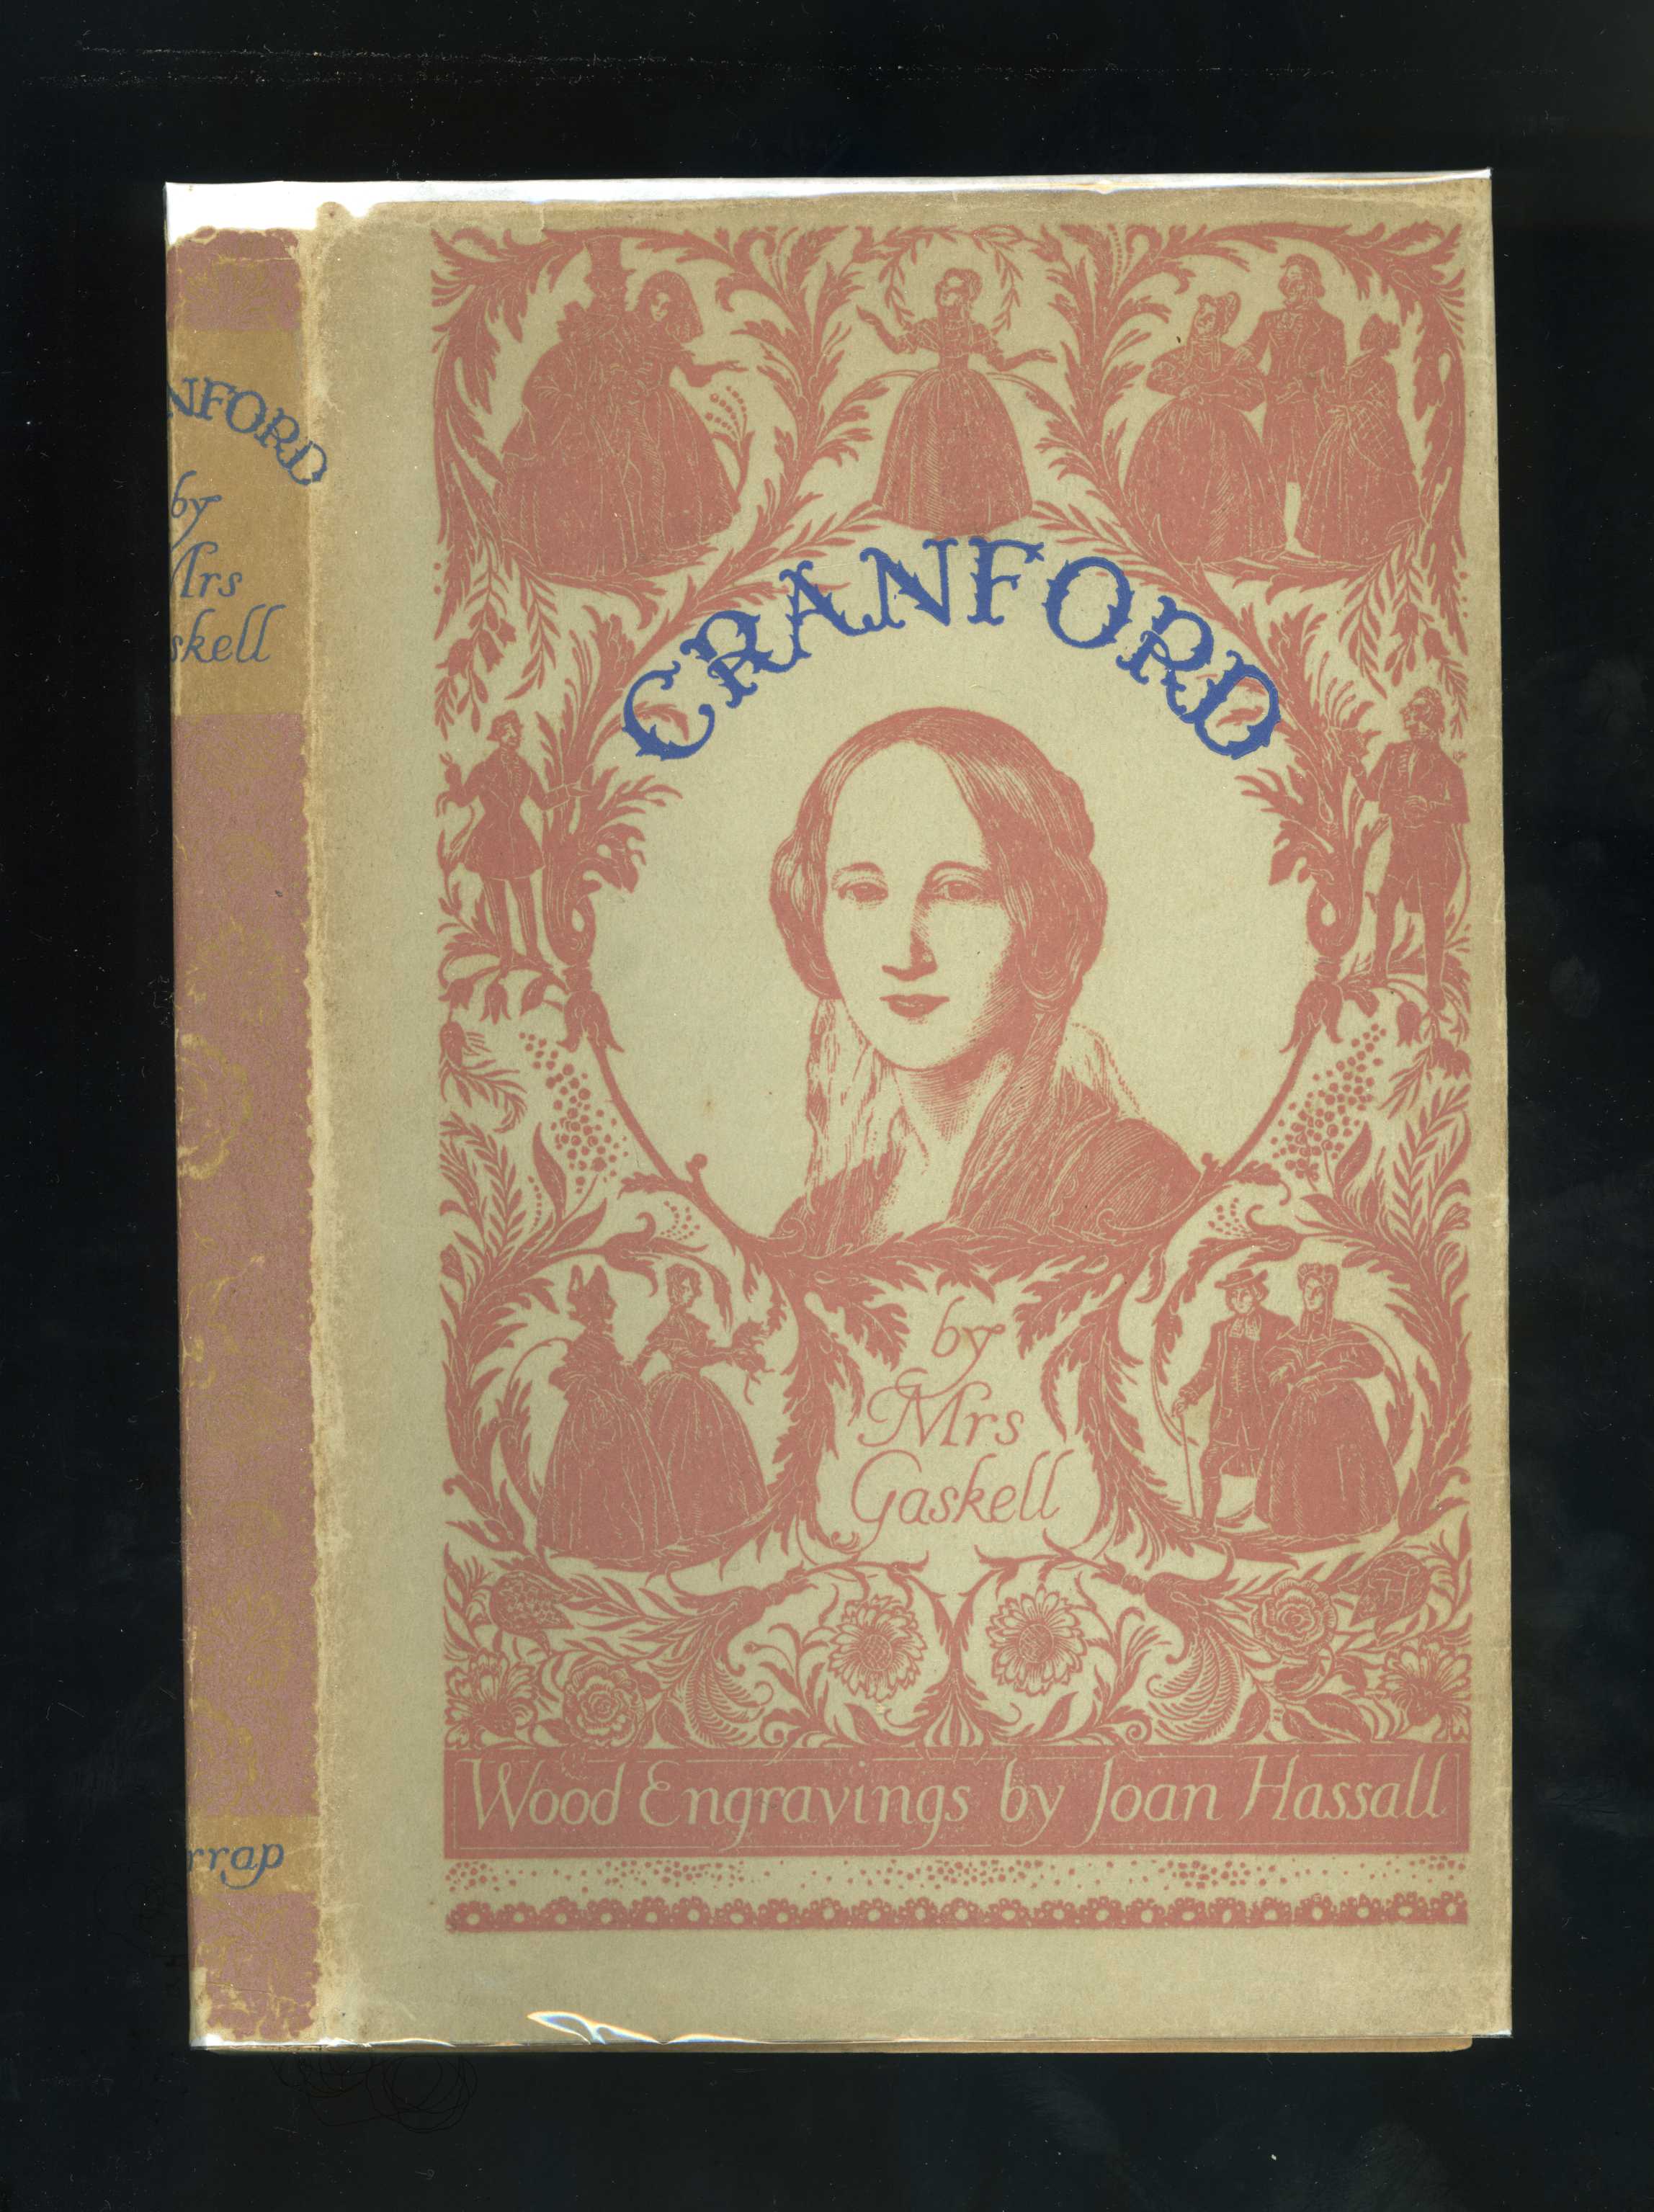 NFORD
by
Mrs
skell
rrap
CRANFORD
by
Mrs
Gaskell
Wood Engravings by Joan Hassall